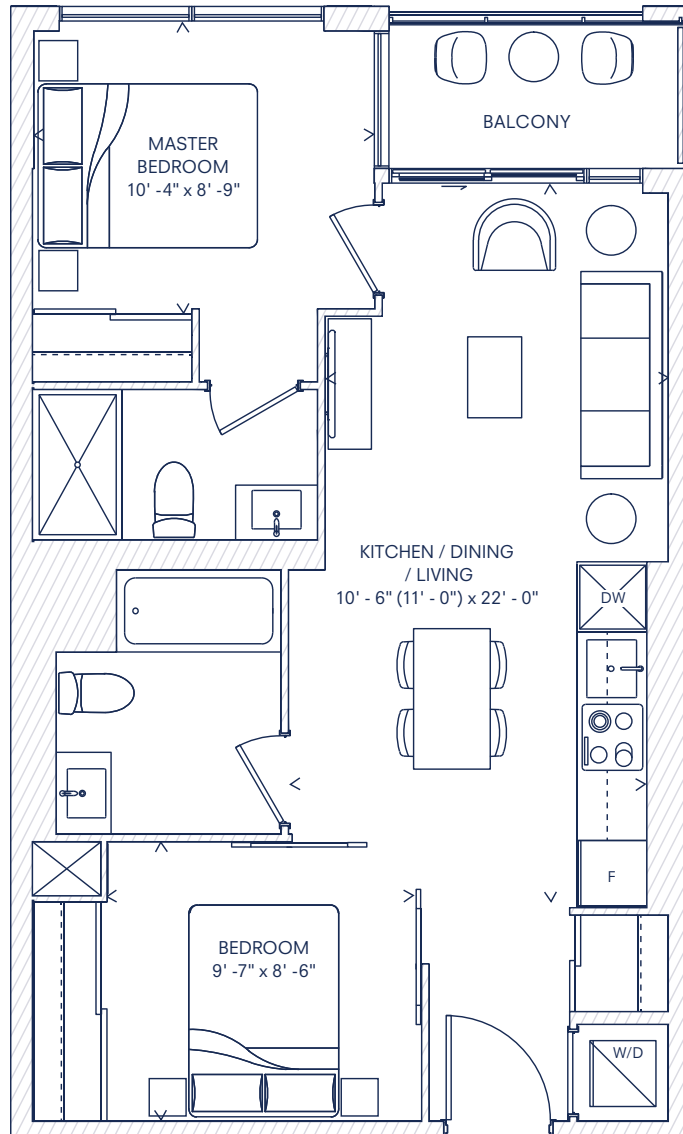 BALCONY
MASTER
BEDROOM
10' -4" x 8' -9"
KITCHEN / DINING
/ LIVING
10' - 6" (11' - 0") x 22' - 0"
DW
F
BEDROOM
9' -7" x 8' -6"
W/D